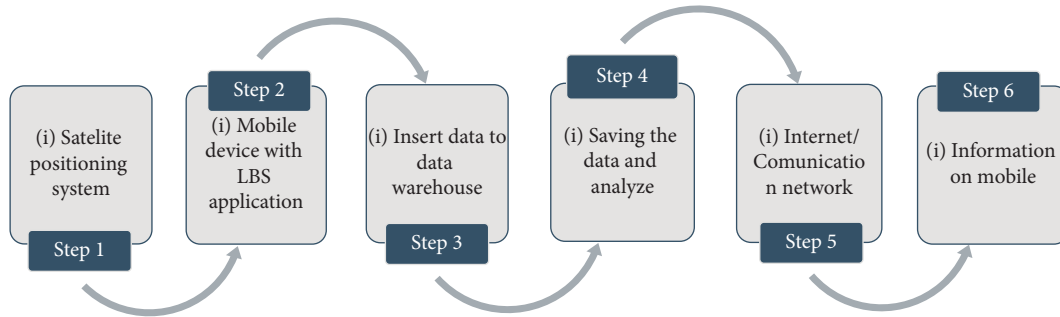 (i) Satelite
positioning
system
Step 1
Step 2
(i) Mobile
device with
LBS
application
(i) Insert data to
data
warehouse
Step 3
Step 4
(i) Saving the
data and
analyze
(i) Internet/
Comunicatio
n network
Step 5
Step 6
(i) Information
on mobile